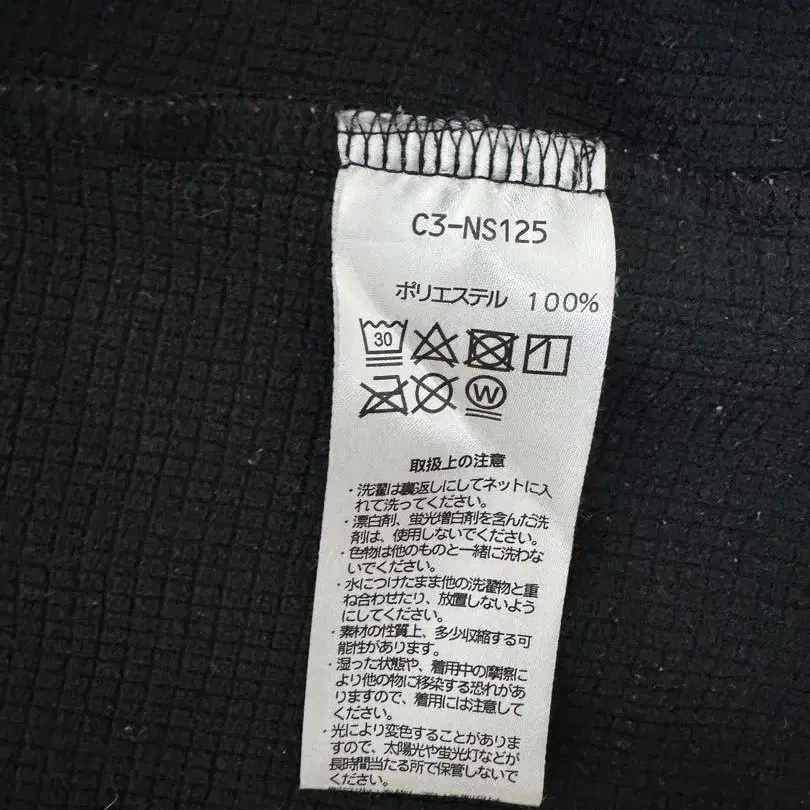 C3-NS125
ポリエステル 100%
30
W
取扱上の注意
・洗濯は裏返しにしてネットに入
れて洗ってください。
・漂白剤、蛍光増白剤を含んだ洗
剤は、使用しないでください。
・色物は他のものと一緒に洗わな
いでください。
・水につけたまま他の洗濯物と重
ね合わせたり、放置しないよう
にしてください。
・素材の性質上、多少収縮する可
能性があります。
・湿った状態や、着用中の摩擦に
より他の物に移染する恐れがあ
りますので、着用には注意して
ください。
・光により変色することがありま
すので、太陽光や蛍光灯などが
長時間当たる所で保管しないで
ください。